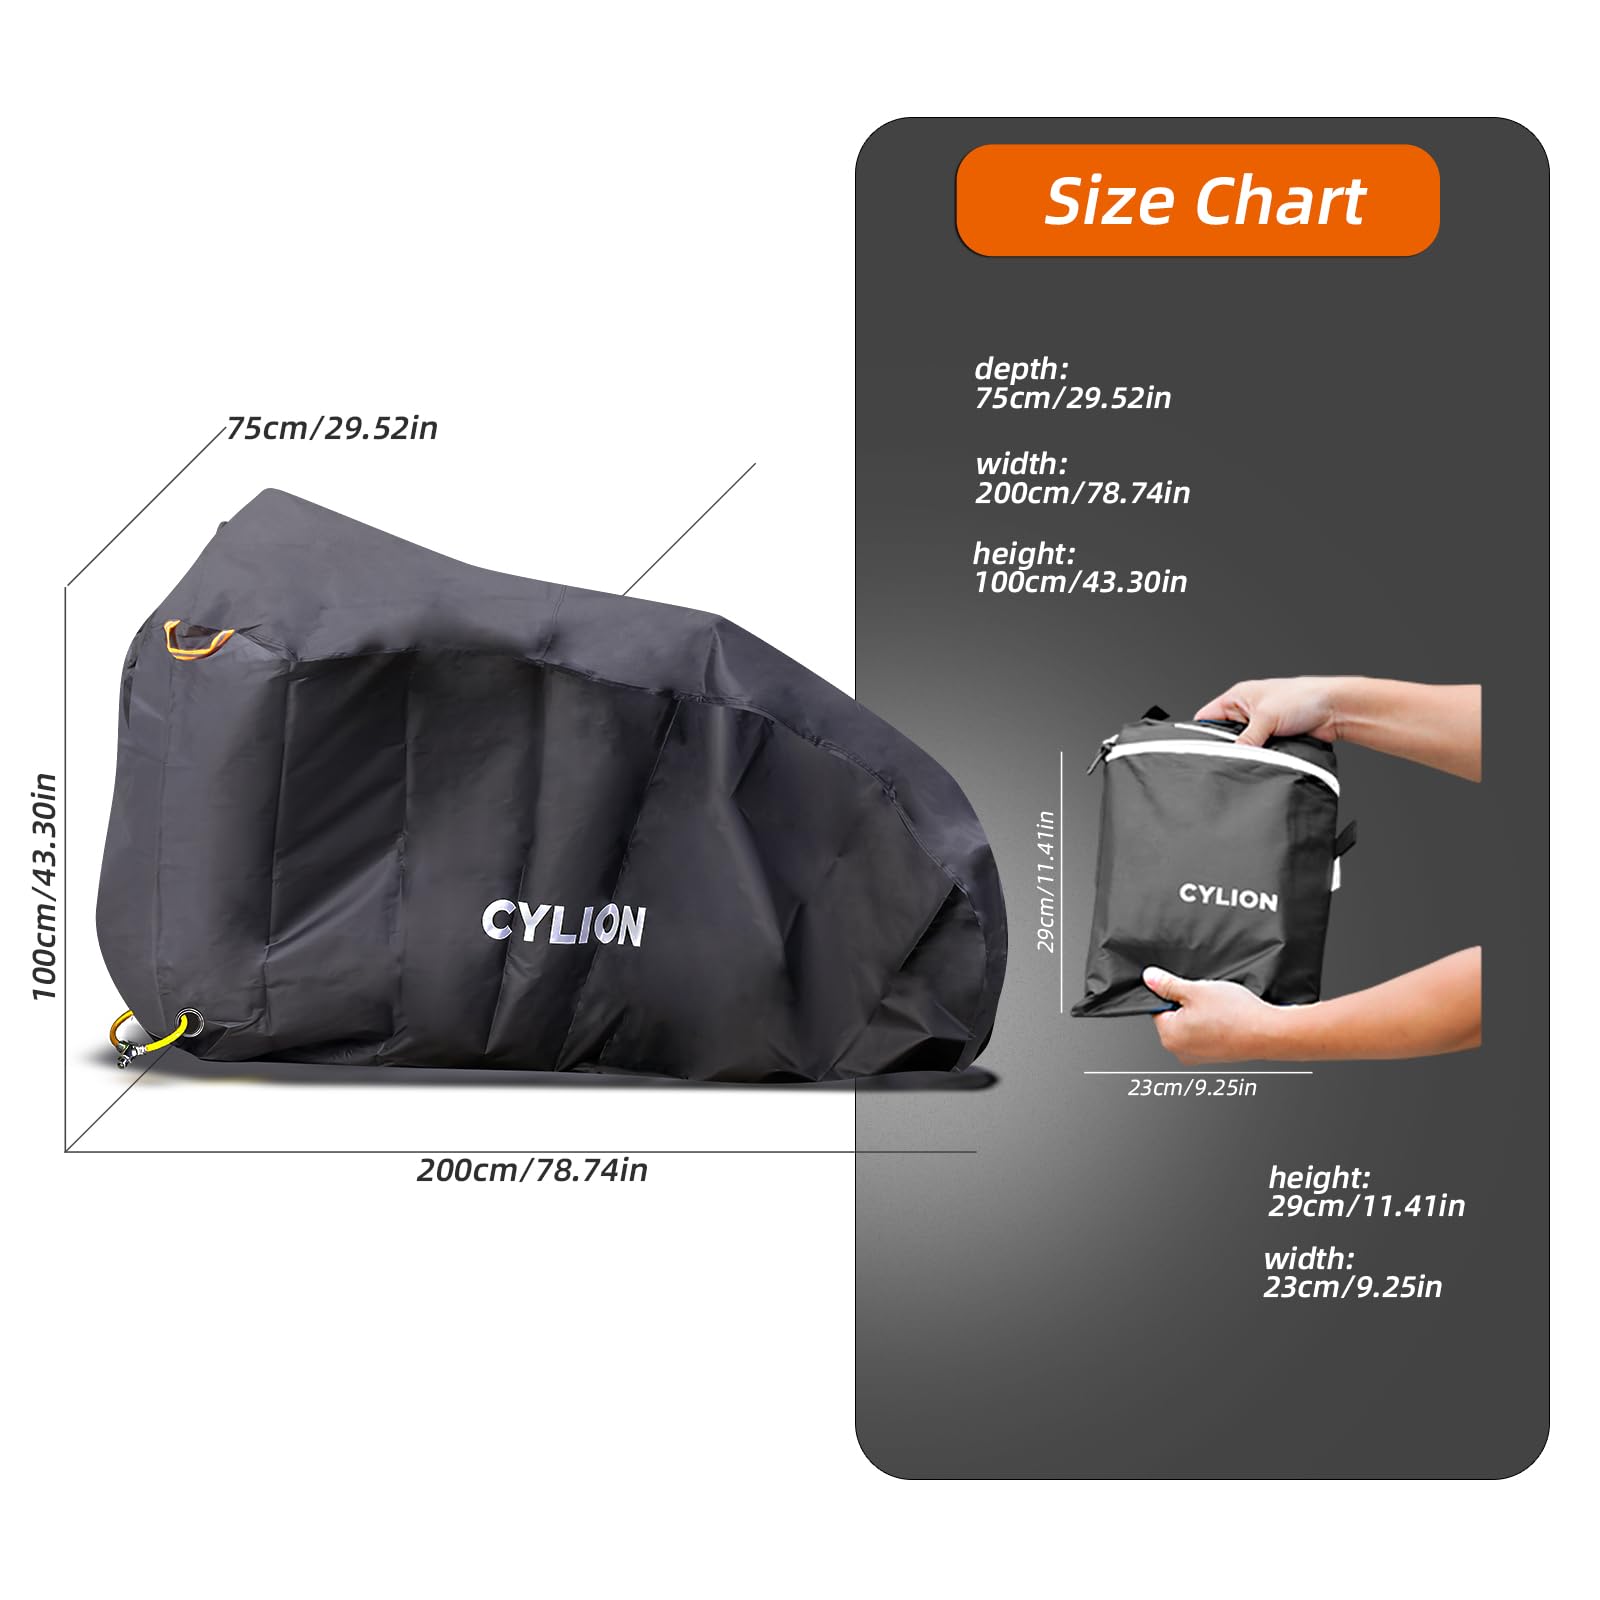 Size Chart
depth:
75cm/29.52in
width:
200cm/78.74in
height:
100cm/43.30in
75cm/29.52in
100cm/43.30in
CYLION
200cm/78.74in
29cm/11.41in
CYLION
23cm/9.25in
height:
29cm/11.41in
width:
23cm/9.25in